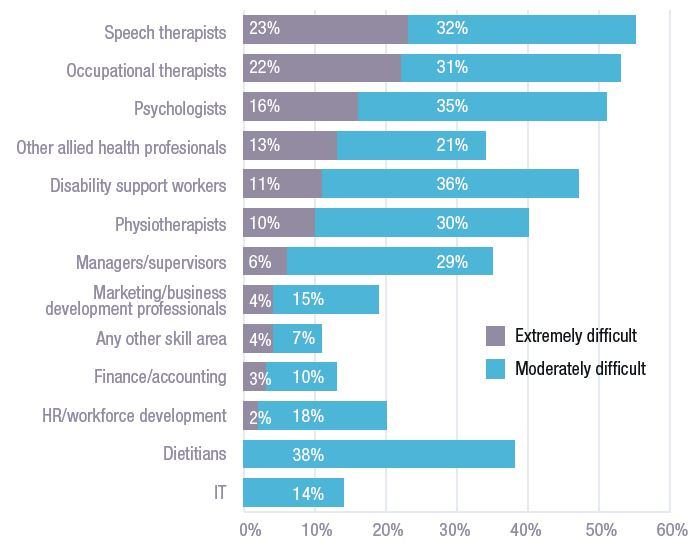 Speech therapists 23% 32%
Occupational therapists 22% 31%
Psychologists 16% 35%
Other allied health profesionals 13% 21%
Disability support workers 11% 36%
Physiotherapists 10% 30%
Managers/supervisors 6% 29%
Marketing/business
development professionals 4% 15%
Any other skill area 4% 7%
Finance/accounting 3% 10%
HR/workforce development 2% 18%
Dietitians 38%
IT 14%
Extremely difficult
Moderately difficult
0% 10% 20% 30% 40% 50% 60%